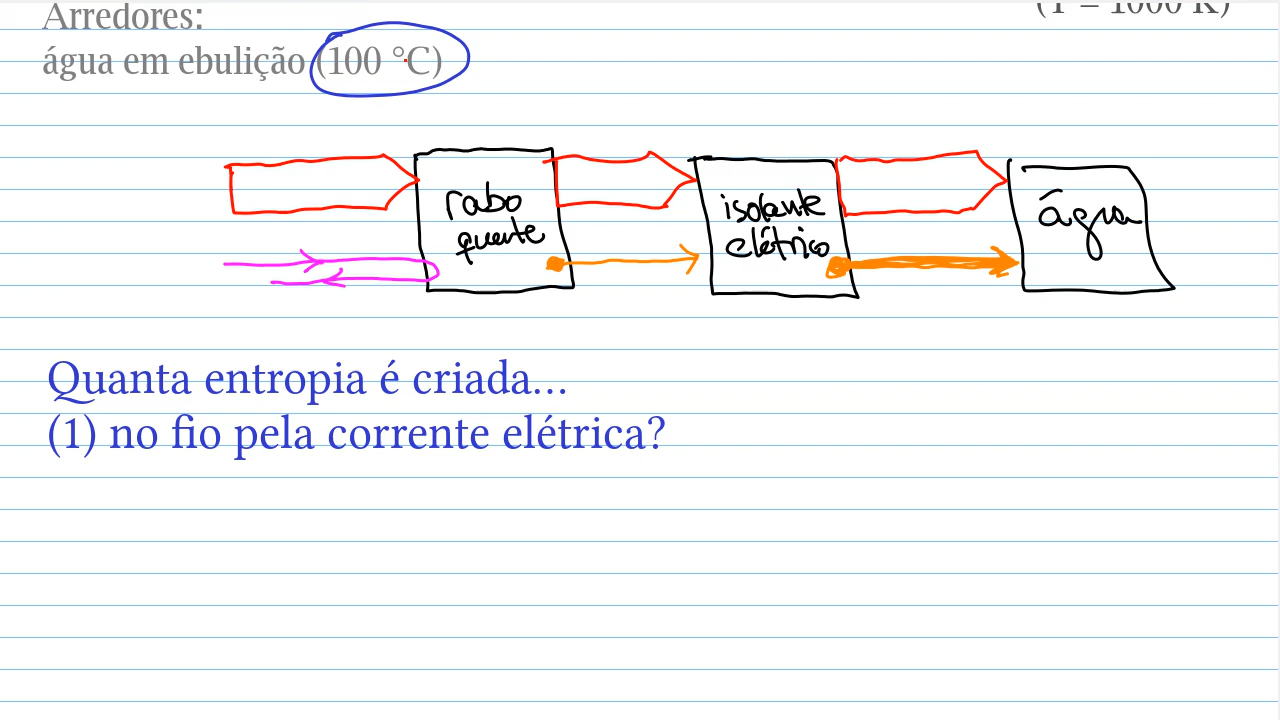 Arredores:
(T = 1000 K)
água em ebulição (100 °C)
rabo
quente
isolante
elétrico
água
Quanta entropia é criada...
(1) no fio pela corrente elétrica?